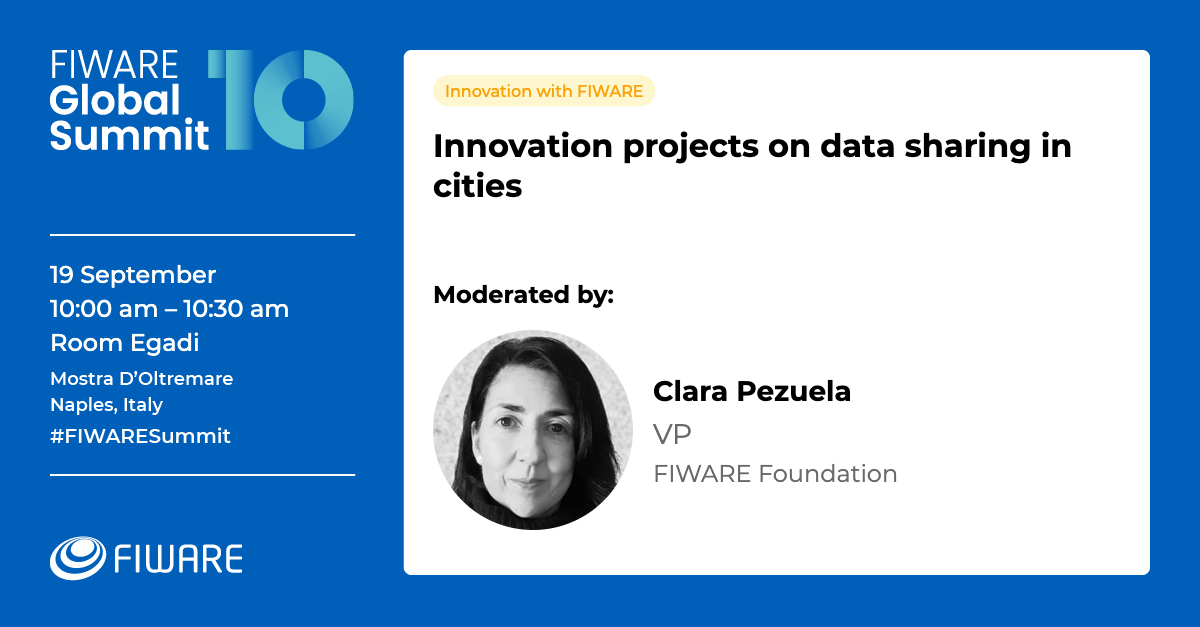 FIWARE
Global
Summit
10
19 September
10:00 am – 10:30 am
Room Egadi
Mostra D’Oltremare
Naples, Italy
#FIWARESummit
FIWARE
Innovation with FIWARE
Innovation projects on data sharing in
cities
Moderated by:
Clara Pezuela
VP
FIWARE Foundation